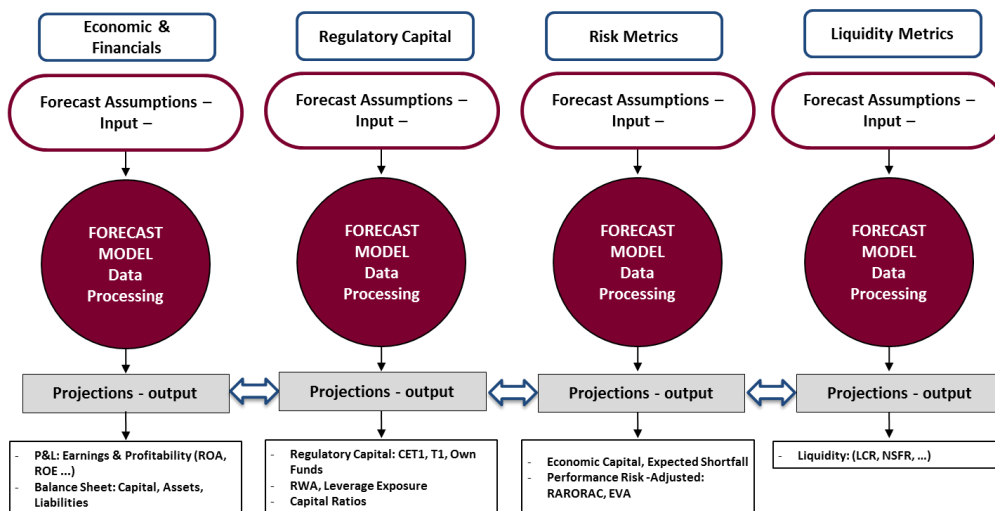 Economic &
Financials
Regulatory Capital
Risk Metrics
Liquidity Metrics
Forecast Assumptions –
Input –
Forecast Assumptions –
Input –
Forecast Assumptions –
Input –
Forecast Assumptions –
Input –
FORECAST
MODEL
Data
Processing
FORECAST
MODEL
Data
Processing
FORECAST
MODEL
Data
Processing
FORECAST
MODEL
Data
Processing
Projections - output
Projections - output
Projections - output
Projections - output
- P&L: Earnings & Profitability (ROA,
ROE ...)
- Balance Sheet: Capital, Assets,
Liabilities
- Regulatory Capital: CET1, T1, Own
Funds
- RWA, Leverage Exposure
- Capital Ratios
- Economic Capital, Expected Shortfall
- Performance Risk -Adjusted:
RARORAC, EVA
- Liquidity: (LCR, NSFR, ...)